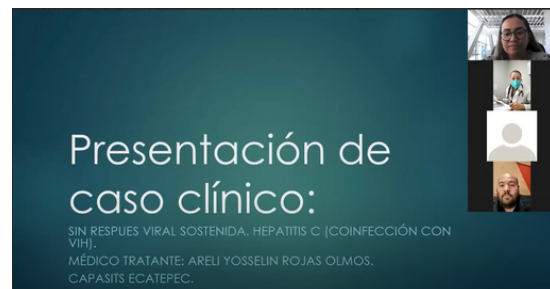 Presentación de
caso clínico:
SIN RESPUES VIRAL SOSTENIDA. HEPATITIS C (COINFECCIÓN CON
VIH).
MÉDICO TRATANTE: ARELI YOSSELIN ROJAS OLMOS.
CAPASITS ECATEPEC.